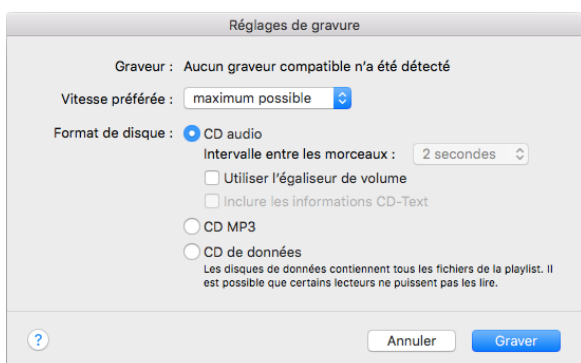 Réglages de gravure
Graveur : Aucun graveur compatible n'a été détecté
Vitesse préférée : maximum possible
Format de disque : CD audio
Intervalle entre les morceaux : 2 secondes
Utiliser l'égaliseur de volume
Inclure les informations CD-Text
CD MP3
CD de données
Les disques de données contiennent tous les fichiers de la playlist. Il
est possible que certains lecteurs ne puissent pas les lire.
? Annuler Graver